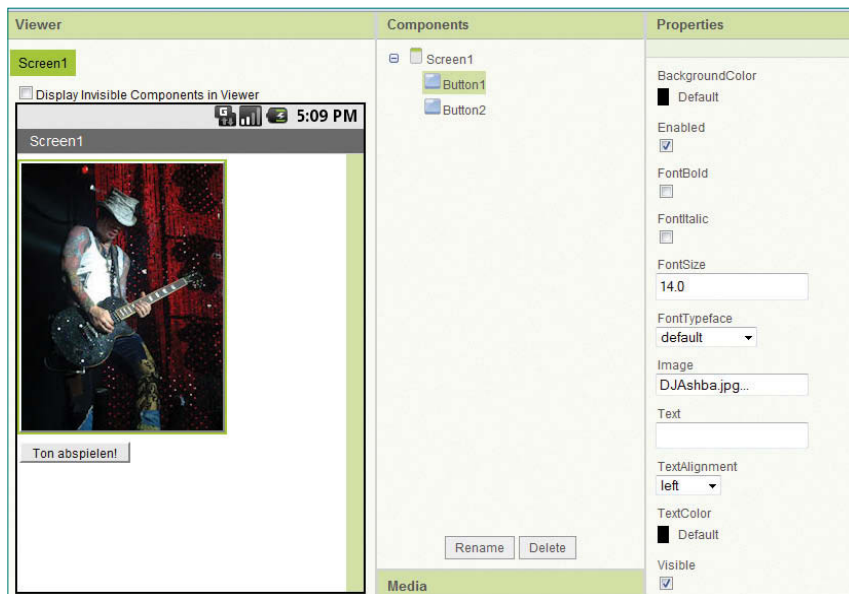 Viewer
Screen1
Display Invisible Components in Viewer
5:09 PM
Screen1
Ton abspielen!
Components
Screen1
Button1
Button2
Rename Delete
Media
Properties
BackgroundColor
Default
Enabled
FontBold
FontItalic
FontSize
14.0
FontTypeface
default
Image
DJAshba.jpg...
Text
TextAlignment
left
TextColor
Default
Visible